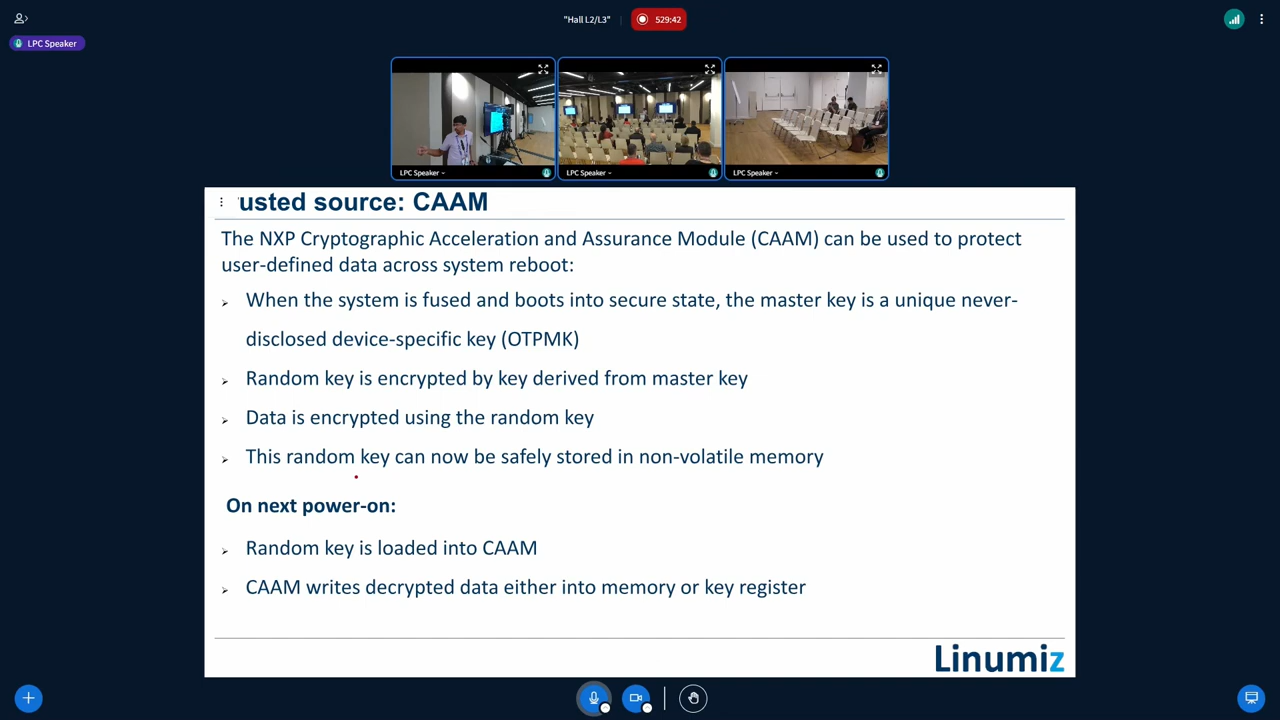 "Hall L2/L3"
529:42
LPC Speaker
LPC Speaker
LPC Speaker
LPC Speaker
usted source: CAAM
The NXP Cryptographic Acceleration and Assurance Module (CAAM) can be used to protect
user-defined data across system reboot:
When the system is fused and boots into secure state, the master key is a unique never-
disclosed device-specific key (OTPMK)
Random key is encrypted by key derived from master key
Data is encrypted using the random key
This random key can now be safely stored in non-volatile memory
On next power-on:
Random key is loaded into CAAM
CAAM writes decrypted data either into memory or key register
Linumiz